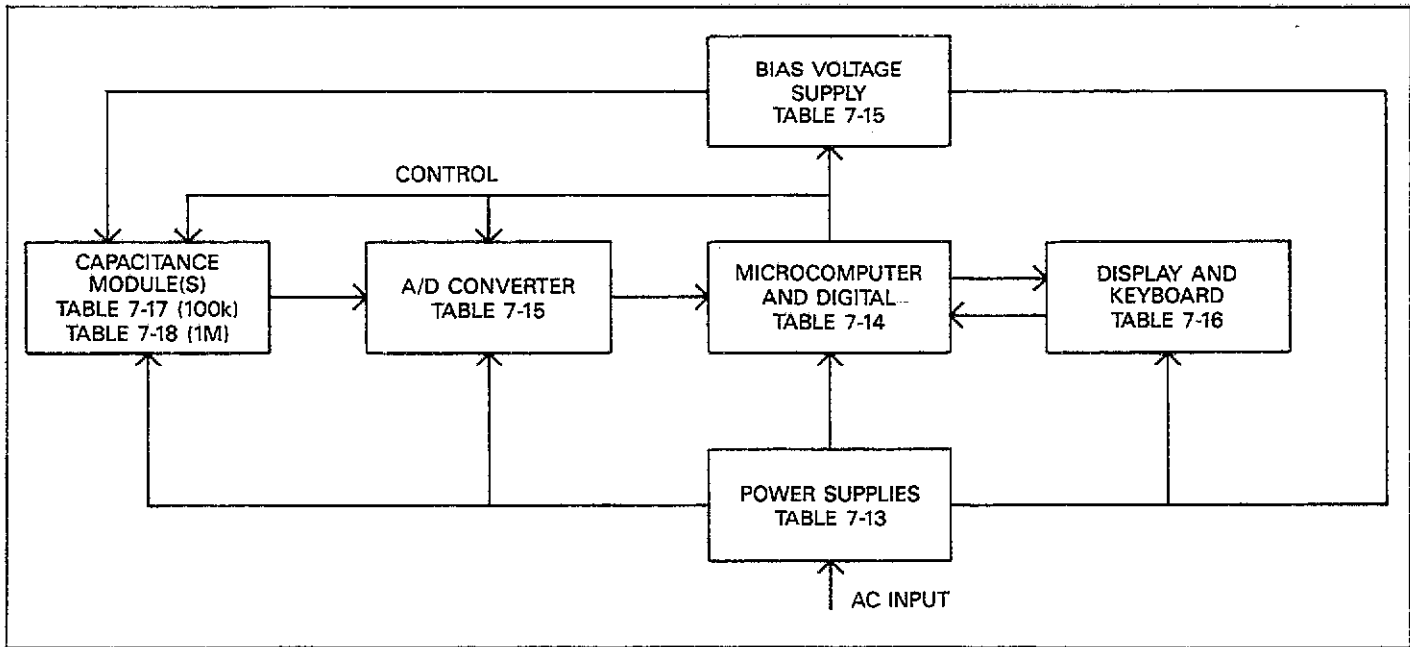 BIAS VOLTAGE
SUPPLY
TABLE 7-15
CONTROL
CAPACITANCE
MODULE(S)
TABLE 7-17 (100k)
TABLE 7-18 (1M)
A/D CONVERTER
TABLE 7-15
MICROCOMPUTER
AND DIGITAL
TABLE 7-14
DISPLAY AND
KEYBOARD
TABLE 7-16
POWER SUPPLIES
TABLE 7-13
AC INPUT